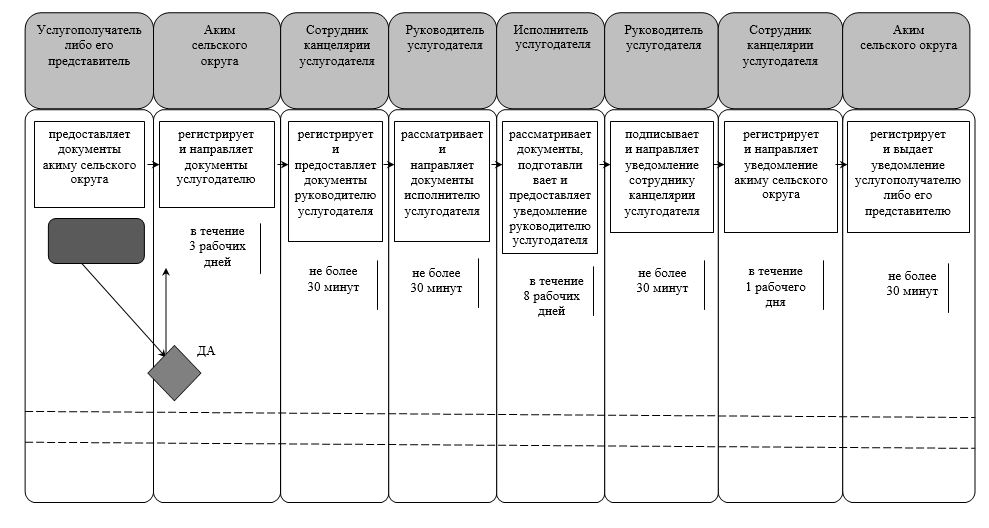 Услугополучатель
либо его
представитель
Аким
сельского
округа
Сотрудник
канцелярии
услугодателя
Руководитель
услугодателя
Исполнитель
услугодателя
Руководитель
услугодателя
Сотрудник
канцелярии
услугодателя
Аким
сельского округа
предоставляет
документы
акиму сельского
округа
регистрирует
и направляет
документы
услугодателю
регистрирует
и
предоставляет
документы
руководителю
услугодателя
рассматривает
и
направляет
документы
исполнителю
услугодателя
рассматривает
документы,
подготавли
вает и
предоставляет
уведомление
руководителю
услугодателя
подписывает
и направляет
уведомление
сотруднику
канцелярии
услугодателя
регистрирует
и направляет
уведомление
акиму сельского
округа
регистрирует
и выдает
уведомление
услугополучателю
либо его
представителю
в течение
3 рабочих
дней
не более
30 минут
не более
30 минут
в течение
8 рабочих
дней
не более
30 минут
в течение
1 рабочего
дня
не более
30 минут
ДА